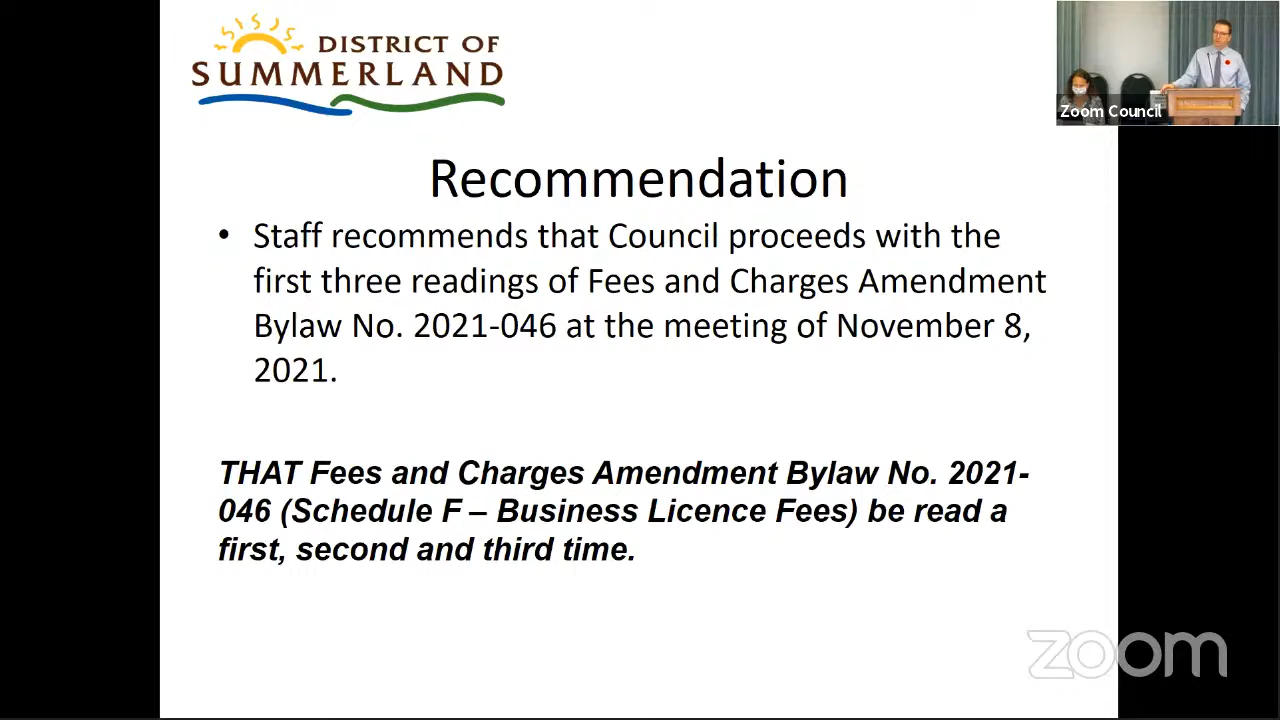 DISTRICT OF
SUMMERLAND
Zoom Council
Recommendation
• Staff recommends that Council proceeds with the
first three readings of Fees and Charges Amendment
Bylaw No. 2021-046 at the meeting of November 8,
2021.
THAT Fees and Charges Amendment Bylaw No. 2021-
046 (Schedule F – Business Licence Fees) be read a
first, second and third time.
zoom